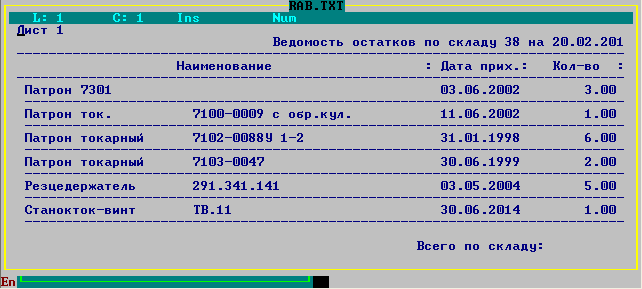 RAB.TXT
L: 1 C: 1 Ins Num
Дист 1
Ведомость остатков по складу 38 на 20.02.201
Наименование : Дата прих.: Кол-во :
Патрон 7301 03.06.2002 3.00
Патрон ток. 7100-0009 с обр.кул. 11.06.2002 1.00
Патрон токарный 7102-0088У 1-2 31.01.1998 6.00
Патрон токарный 7103-0047 30.06.1999 2.00
Резцедержатель 291.341.141 03.05.2004 5.00
Станокток-винт ТВ.11 30.06.2014 1.00
Всего по складу:
En